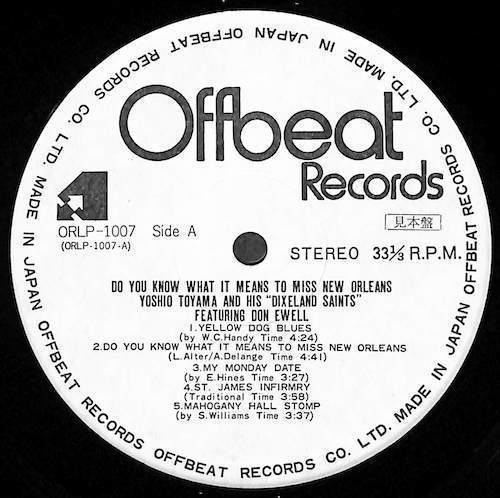 MADE IN JAPAN OFFBEAT RECORDS CO. LTD. MADE IN JAPAN OFFBEAT RECORDS CO. LTD. MADE IN JAPAN OFFBEAT RECORDS OFFBEAT RECORDS CO. LTD. MADE IN JAPAN OFFBEAT RECORDS CO. LTD.
Offbeat
Records
ORLP-1007 Side A
(ORLP-1007-A)
見本盤
STEREO 33⅓ R.P.M.
DO YOU KNOW WHAT IT MEANS TO MISS NEW ORLEANS
YOSHIO TOYAMA AND HIS "DIXELAND SAINTS"
FEATURING DON EWELL
1.YELLOW DOG BLUES
(by W.C.Handy Time 4:24)
2.DO YOU KNOW WHAT IT MEANS TO MISS NEW ORLEANS
(L.Alter/A.Delange Time 4:41)
3.MY MONDAY DATE
(by E.Hines Time 3:27)
4.ST. JAMES INFIRMRY
(Traditional Time 3:58)
5.MAHOGANY HALL STOMP
(by S.Williams Time 3:37)